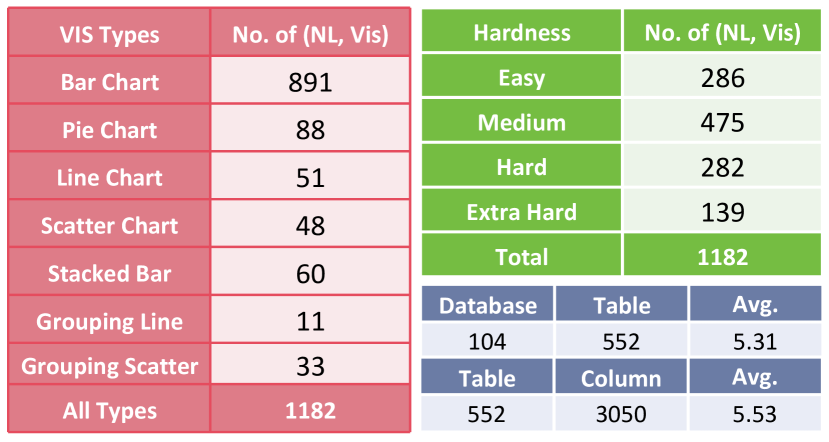 VIS Types No. of (NL, Vis)
Bar Chart 891
Pie Chart 88
Line Chart 51
Scatter Chart 48
Stacked Bar 60
Grouping Line 11
Grouping Scatter 33
All Types 1182
Hardness No. of (NL, Vis)
Easy 286
Medium 475
Hard 282
Extra Hard 139
Total 1182
Database Table Avg.
104 552 5.31
Table Column Avg.
552 3050 5.53